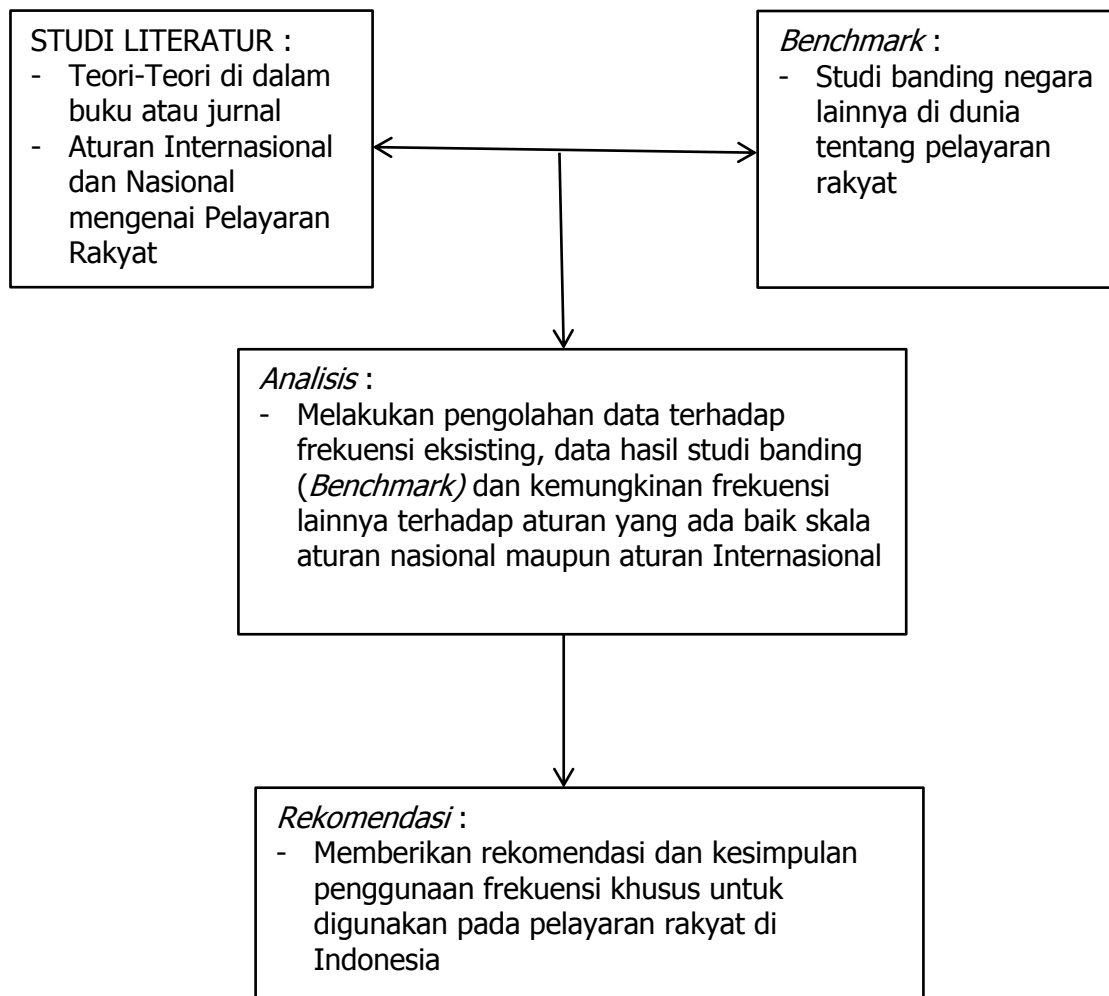 STUDI LITERATUR :
- Teori-Teori di dalam
buku atau jurnal
- Aturan Internasional
dan Nasional
mengenai Pelayaran
Rakyat
Benchmark :
- Studi banding negara
lainnya di dunia
tentang pelayaran
rakyat
Analisis :
- Melakukan pengolahan data terhadap
frekuensi eksisting, data hasil studi banding
(Benchmark) dan kemungkinan frekuensi
lainnya terhadap aturan yang ada baik skala
aturan nasional maupun aturan Internasional
Rekomendasi :
- Memberikan rekomendasi dan kesimpulan
penggunaan frekuensi khusus untuk
digunakan pada pelayaran rakyat di
Indonesia